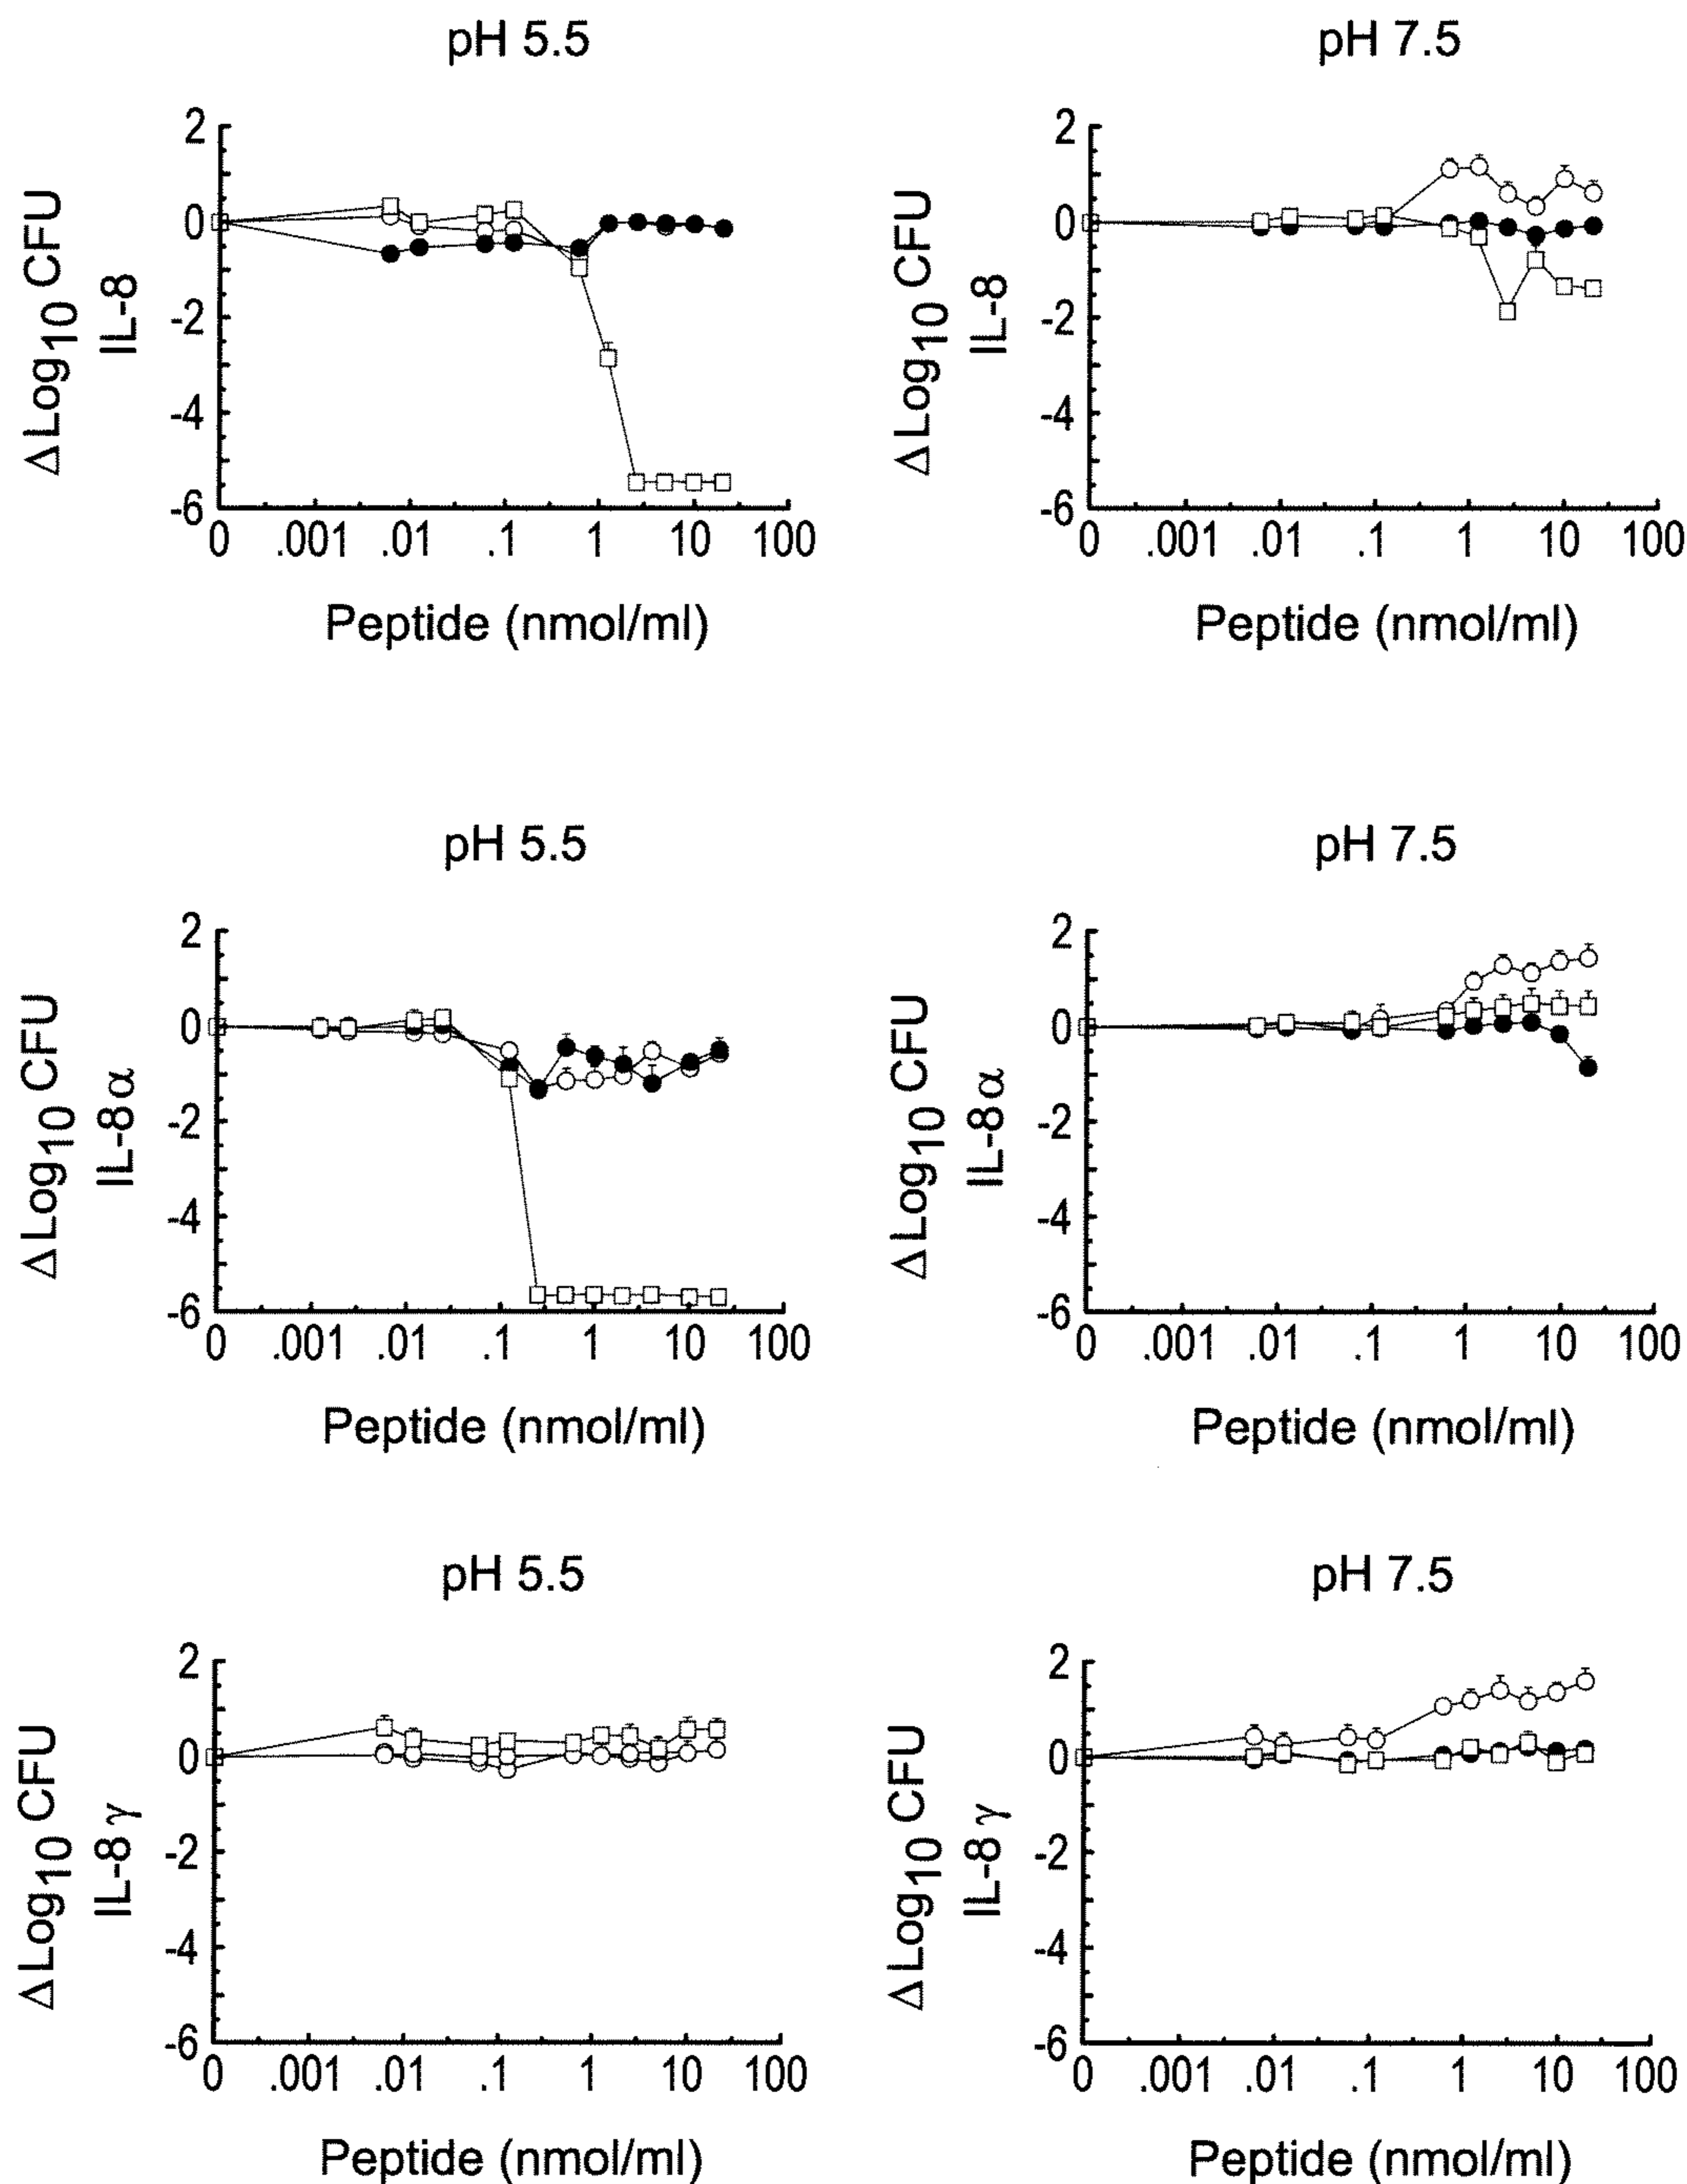 pH 5.5
2
0
-2
-4
-6
Δ Log10 CFU
IL-8
0 .001 .01 .1 1 10 100
Peptide (nmol/ml)
pH 7.5
2
0
-2
-4
-6
Δ Log10 CFU
IL-8
0 .001 .01 .1 1 10 100
Peptide (nmol/ml)
pH 5.5
2
0
-2
-4
-6
Δ Log10 CFU
IL-8α
0 .001 .01 .1 1 10 100
Peptide (nmol/ml)
pH 7.5
2
0
-2
-4
-6
Δ Log10 CFU
IL-8α
0 .001 .01 .1 1 10 100
Peptide (nmol/ml)
pH 5.5
2
0
-2
-4
-6
Δ Log10 CFU
IL-8γ
0 .001 .01 .1 1 10 100
Peptide (nmol/ml)
pH 7.5
2
0
-2
-4
-6
Δ Log10 CFU
IL-8γ
0 .001 .01 .1 1 10 100
Peptide (nmol/ml)